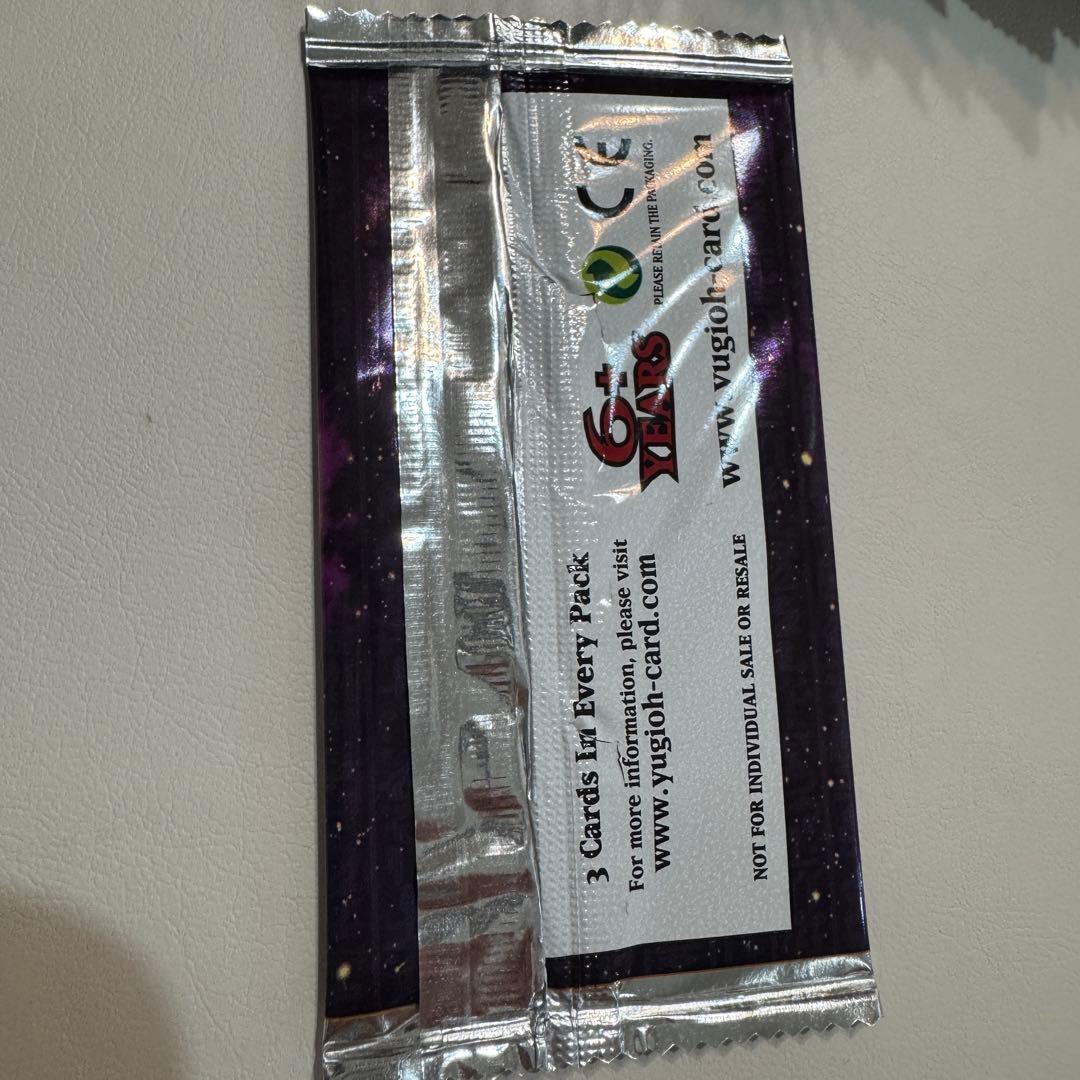 3 Cards In Every Pack
For more information, please visit
www.yugioh-card.com
NOT FOR INDIVIDUAL SALE OR RESALE
6+
YEARS
CE
PLEASE RETAIN THE PACKAGING.
www.yugioh-card.com